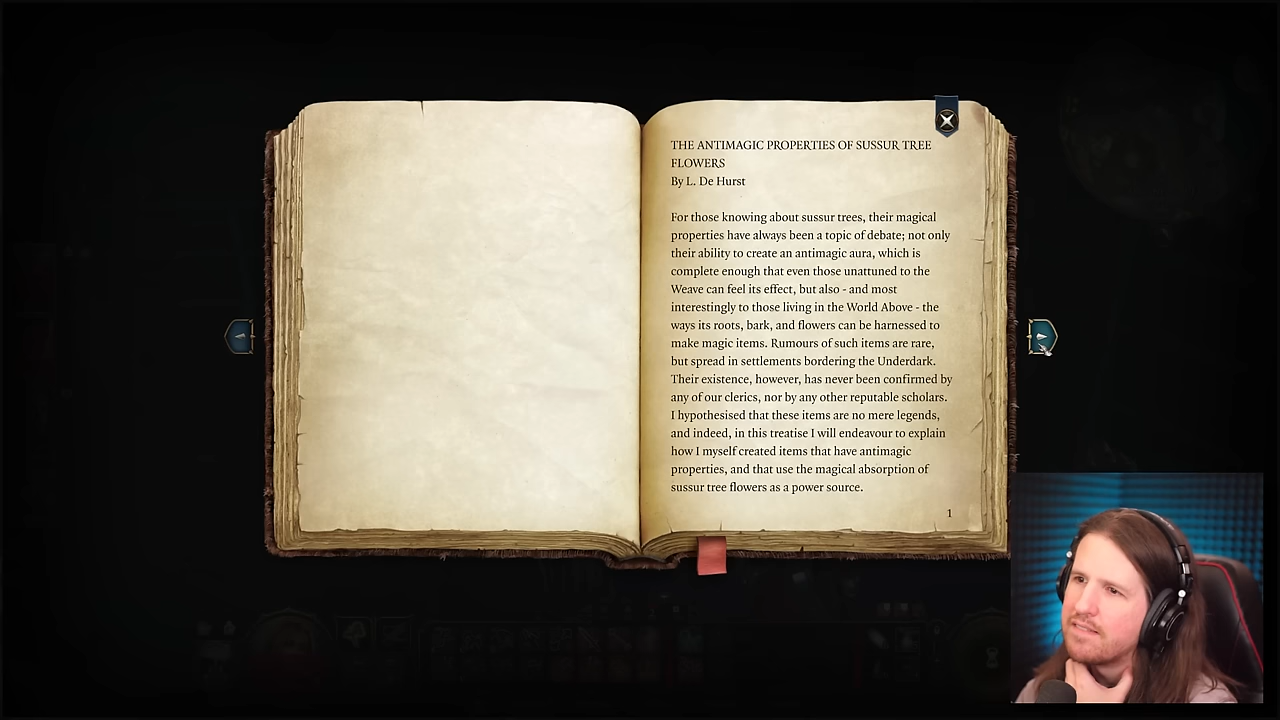 THE ANTIMAGIC PROPERTIES OF SUSSUR TREE
FLOWERS
By L. De Hurst
For those knowing about sussur trees, their magical
properties have always been a topic of debate; not only
their ability to create an antimagic aura, which is
complete enough that even those unattuned to the
Weave can feel its effect, but also - and most
interestingly to those living in the World Above - the
ways its roots, bark, and flowers can be harnessed to
make magic items. Rumours of such items are rare,
but spread in settlements bordering the Underdark.
Their existence, however, has never been confirmed by
any of our clerics, nor by any other reputable scholars.
I hypothesised that these items are no mere legends,
and indeed, in this treatise I will endeavour to explain
how I myself created items that have antimagic
properties, and that use the magical absorption of
sussur tree flowers as a power source.
1